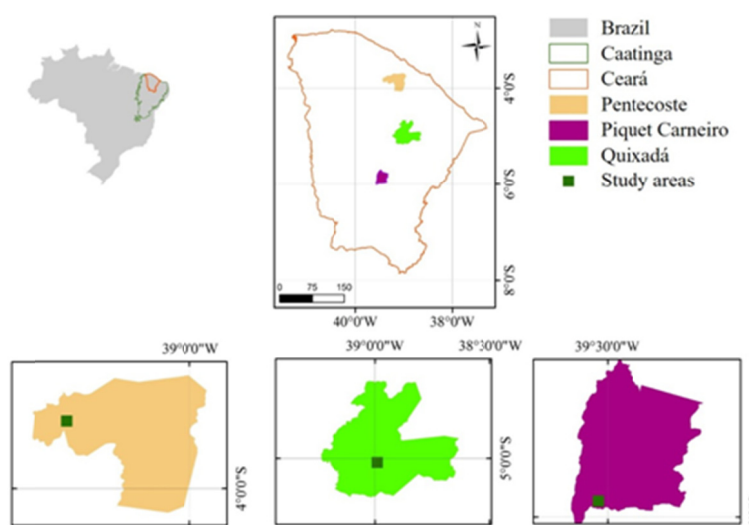 N
4°0'S
6°0'S
8°0'S
0 75 150
40°0'W 38°0'W
Brazil
Caatinga
Ceará
Pentecoste
Piquet Carneiro
Quixadá
Study areas
39°0'0"W
4°0'0"S
39°0'0"W 38°30'0"W
5°0'0"S
39°30'0"W